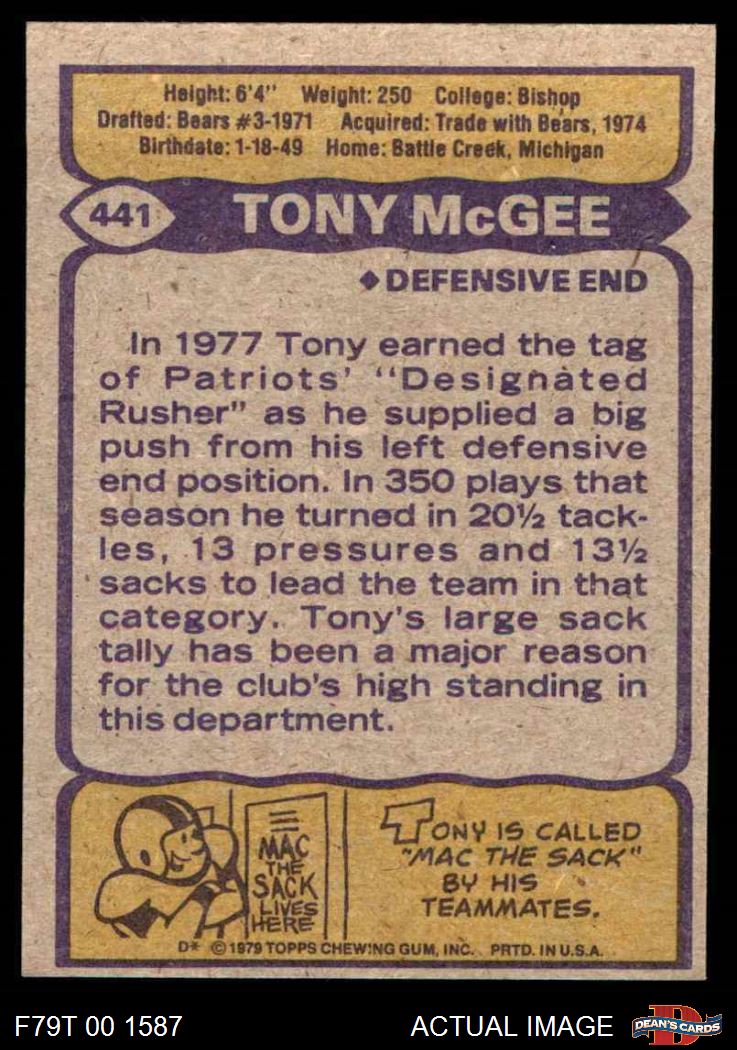 Height: 6'4" Weight: 250 College: Bishop
Drafted: Bears #3-1971 Acquired: Trade with Bears, 1974
Birthdate: 1-18-49 Home: Battle Creek, Michigan
441 TONY McGEE
♦ DEFENSIVE END
In 1977 Tony earned the tag
of Patriots' "Designated
Rusher" as he supplied a big
push from his left defensive
end position. In 350 plays that
season he turned in 20½ tack-
les, 13 pressures and 13½
sacks to lead the team in that
category. Tony's large sack
tally has been a major reason
for the club's high standing in
this department.
MAC
THE
SACK
LIVES
HERE
TONY IS CALLED
"MAC THE SACK"
BY HIS
TEAMMATES.
D* © 1979 TOPPS CHEWING GUM, INC. PRTD. IN U.S.A.
F79T 00 1587 ACTUAL IMAGE D DEAN'S CARDS